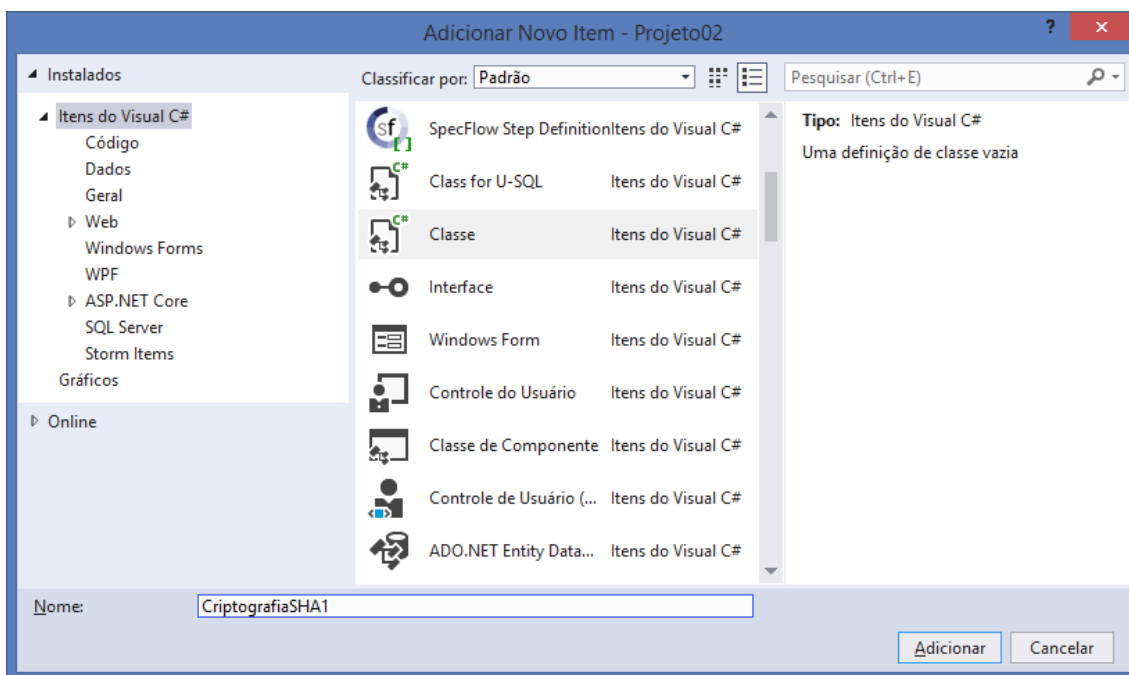 Adicionar Novo Item - Projeto02
?
Instalados
Classificar por: Padrão
Pesquisar (Ctrl+E)
Itens do Visual C#
Código
Dados
Geral
Web
Windows Forms
WPF
ASP.NET Core
SQL Server
Storm Items
Gráficos
Online
sf
SpecFlow Step Definition Itens do Visual C#
C#
Class for U-SQL Itens do Visual C#
C#
Classe Itens do Visual C#
Interface Itens do Visual C#
Windows Form Itens do Visual C#
Controle do Usuário Itens do Visual C#
Classe de Componente Itens do Visual C#
Controle de Usuário (... Itens do Visual C#
ADO.NET Entity Data... Itens do Visual C#
Tipo: Itens do Visual C#
Uma definição de classe vazia
Nome: CriptografiaSHA1
Adicionar Cancelar